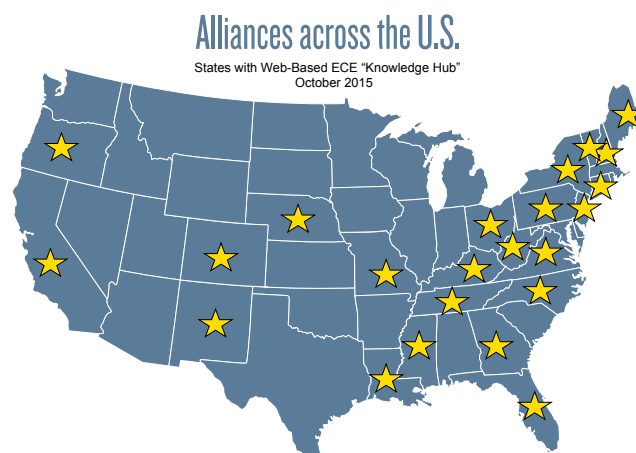 Alliances across the U.S.
States with Web-Based ECE “Knowledge Hub”
October 2015